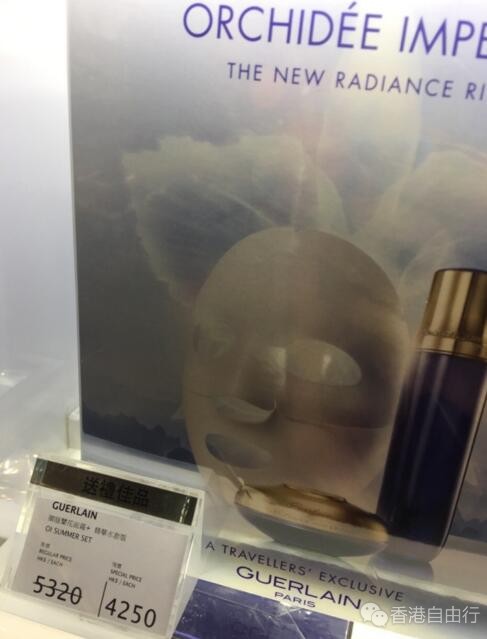 ORCHIDÉE IMPE
THE NEW RADIANCE RI
送禮佳品
GUERLAIN
OI SUMMER SET
REGULAR PRICE
HK$ / EACH
5320
SPECIAL PRICE
HK$ / EACH
4250
A TRAVELLERS' EXCLUSIVE
GUERLAIN
PARIS
香港自由行